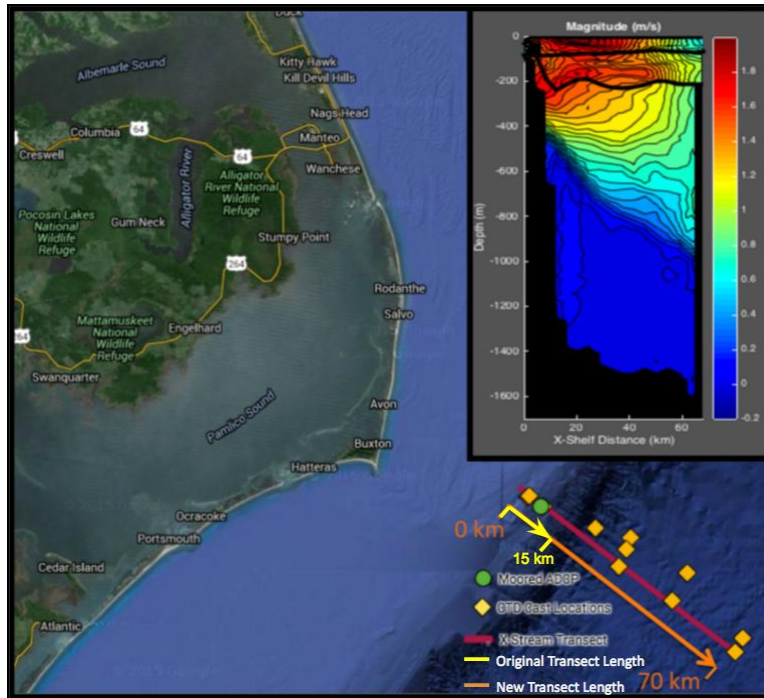 Duck
Kitty Hawk
Kill Devil Hills
Albemarle Sound
Nags Head
Columbia
64
Manteo
Creswell
64
Wanchese
Alligator River
Alligator
River National
Wildlife
Refuge
Pocosin Lakes
National
Wildlife
Refuge
Gum Neck
Stumpy Point
264
Rodanthe
Salvo
Mattamuskeet
National
Wildlife
Refuge
Engelhard
264
Swanquarter
Pamlico Sound
Avon
Buxton
Hatteras
Ocracoke
Portsmouth
Cedar Island
Atlantic
Magnitude (m/s)
0
-200
-400
-600
-800
-1000
-1200
-1400
-1600
Depth (m)
0
20
40
60
X-Shelf Distance (km)
1.8
1.6
1.4
1.2
1
0.8
0.6
0.4
0.2
0
-0.2
0 km
15 km
Moored ADCP
CTD Cast Locations
X-Stream Transect
Original Transect Length
New Transect Length
70 km